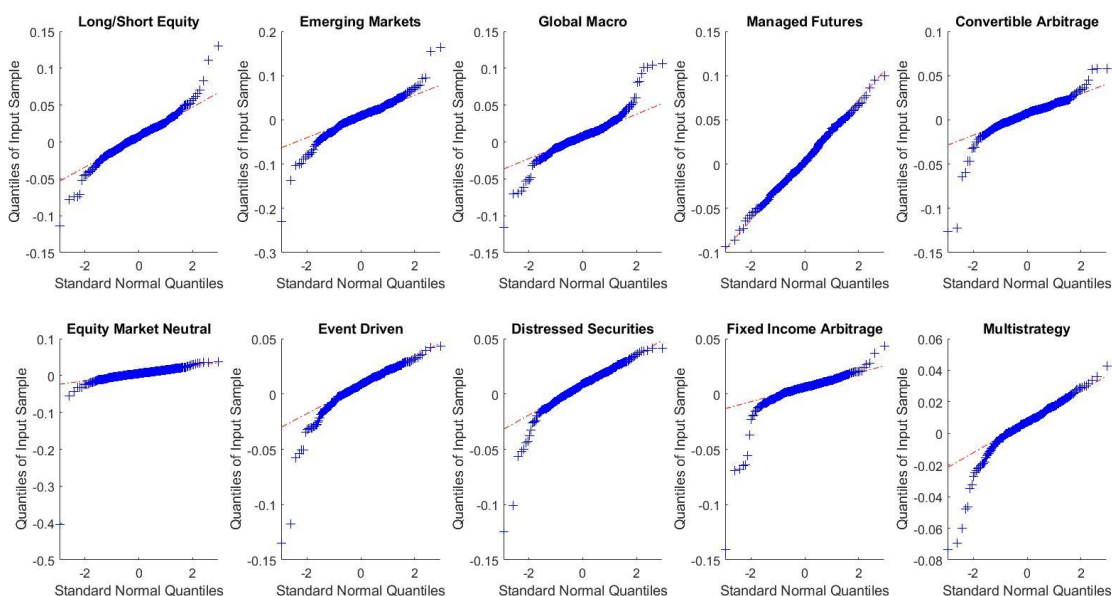 Long/Short Equity
Quantiles of Input Sample
0.15
0.1
0.05
0
-0.05
-0.1
-0.15
-2 0 2
Standard Normal Quantiles
Emerging Markets
Quantiles of Input Sample
0.2
0.1
0
-0.1
-0.2
-0.3
-2 0 2
Standard Normal Quantiles
Global Macro
Quantiles of Input Sample
0.15
0.1
0.05
0
-0.05
-0.1
-0.15
-2 0 2
Standard Normal Quantiles
Managed Futures
Quantiles of Input Sample
0.15
0.1
0.05
0
-0.05
-0.1
-2 0 2
Standard Normal Quantiles
Convertible Arbitrage
Quantiles of Input Sample
0.15
0.1
0.05
0
-0.05
-0.1
-0.15
-2 0 2
Standard Normal Quantiles
Equity Market Neutral
Quantiles of Input Sample
0.1
0
-0.1
-0.2
-0.3
-0.4
-0.5
-2 0 2
Standard Normal Quantiles
Event Driven
Quantiles of Input Sample
0.05
0
-0.05
-0.1
-0.15
-2 0 2
Standard Normal Quantiles
Distressed Securities
Quantiles of Input Sample
0.05
0
-0.05
-0.1
-0.15
-2 0 2
Standard Normal Quantiles
Fixed Income Arbitrage
Quantiles of Input Sample
0.05
0
-0.05
-0.1
-0.15
-2 0 2
Standard Normal Quantiles
Multistrategy
Quantiles of Input Sample
0.06
0.04
0.02
0
-0.02
-0.04
-0.06
-0.08
-2 0 2
Standard Normal Quantiles